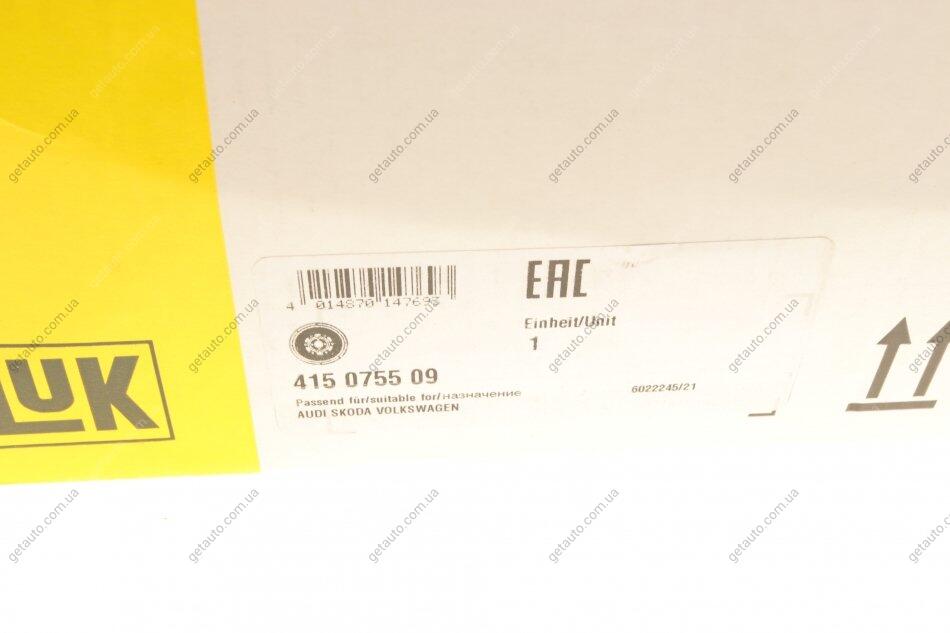 LUK
4 014870 147693
EAC
Einheit/Unit
1
415 0755 09
Passend für/suitable for/назначение
AUDI SKODA VOLKSWAGEN
6022245/21
getauto.com.ua